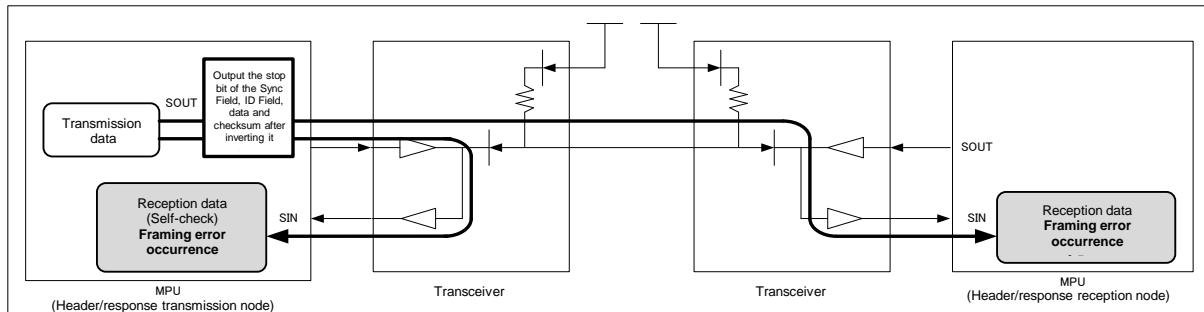 Transmission
data
SOUT
Output the stop
bit of the Sync
Field, ID Field,
data and
checksum after
inverting it
Reception data
(Self-check)
Framing error
occurrence
SIN
MPU
(Header/response transmission node)
Transceiver
Transceiver
SOUT
SIN
Reception data
Framing error
occurrence
MPU
(Header/response reception node)